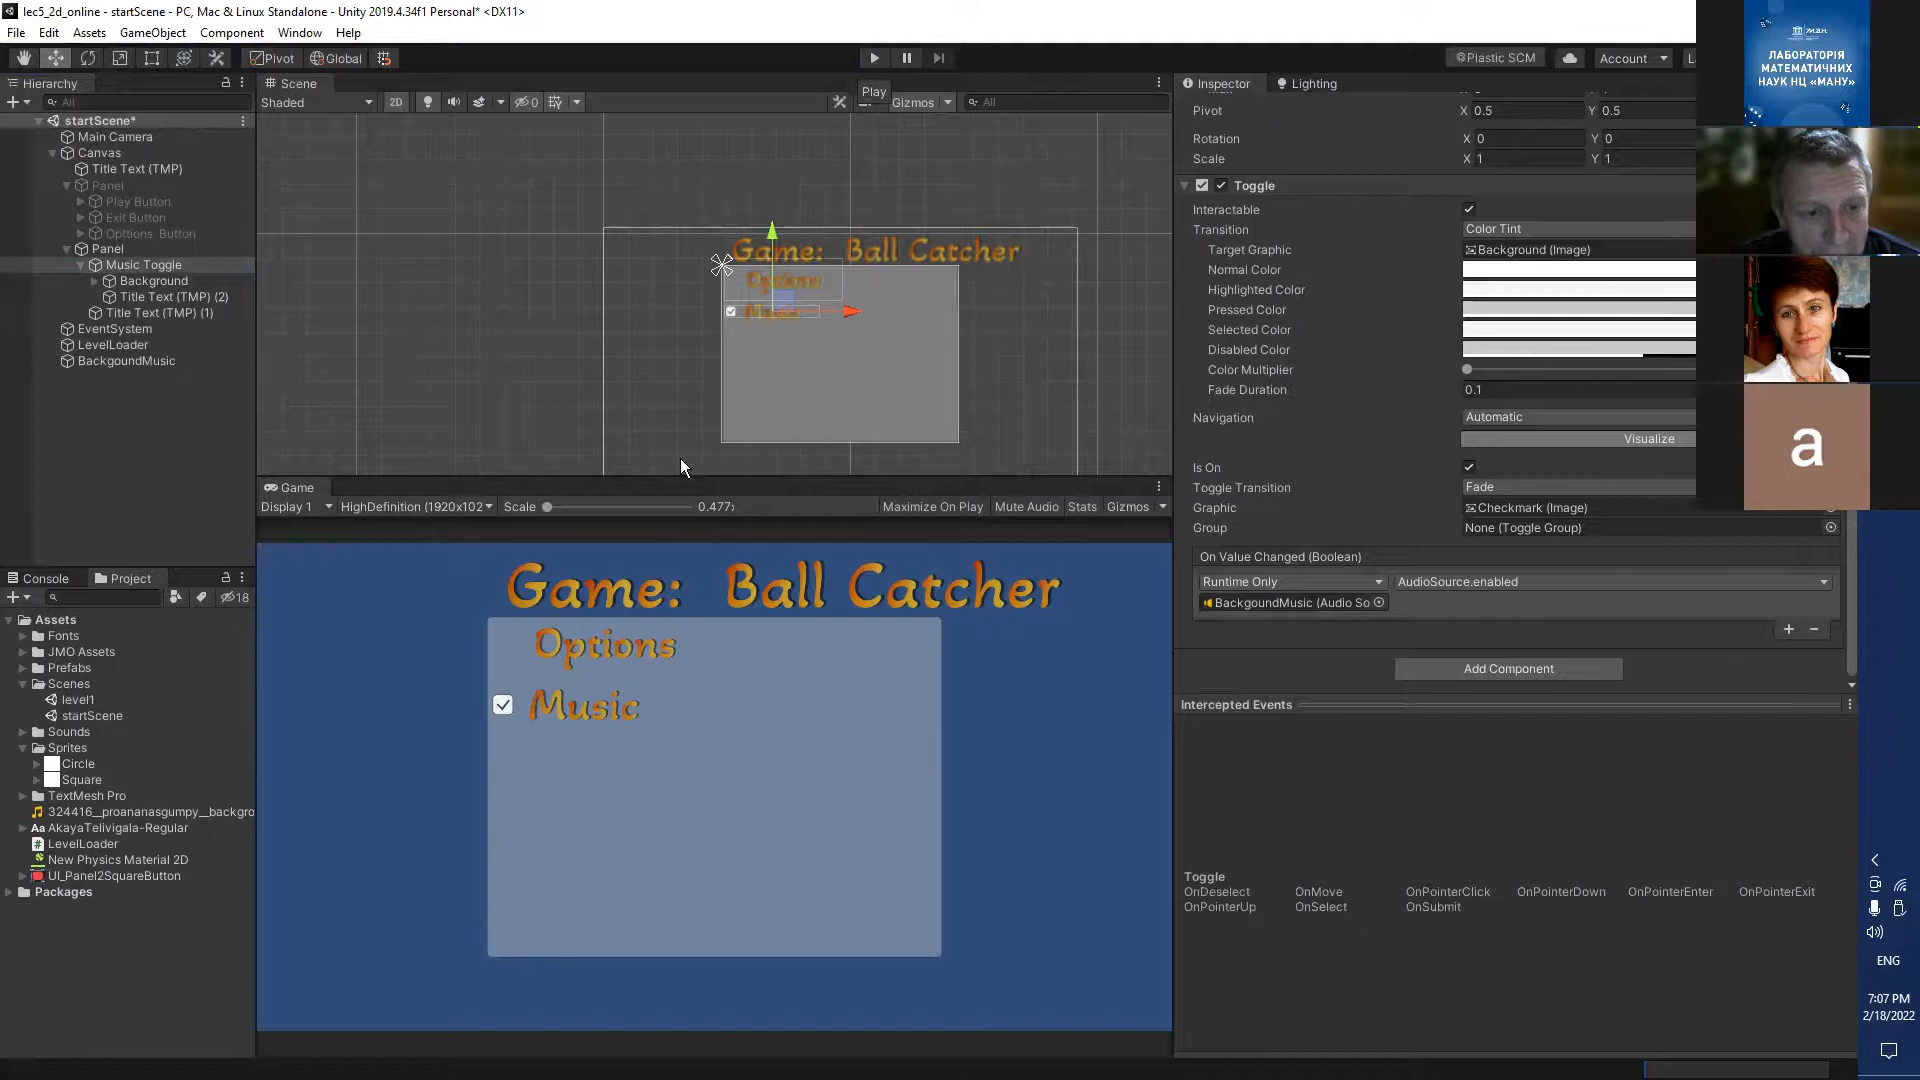 lec5_2d_online - startScene - PC, Mac & Linux Standalone - Unity 2019.4.34f1 Personal* <DX11>
File Edit Assets GameObject Component Window Help
Pivot Global Plastic SCM Account
Hierarchy
All
startScene*
Main Camera
Canvas
Title Text (TMP)
Panel
Play Button
Exit Button
Opttions Button
Panel
Music Toggle
Background
Title Text (TMP) (2)
Title Text (TMP) (1)
EventSystem
LevelLoader
BackgoundMusic
Scene
Shaded 2D 0 Gizmos All
Play
Game: Ball Catcher
Options
Music
Game
Display 1 HighDefinition (1920x102 Scale 0.477 Maximize On Play Mute Audio Stats Gizmos
Game: Ball Catcher
Options
Music
Console Project
18
Assets
Fonts
JMO Assets
Prefabs
Scenes
level1
startScene
Sounds
Sprites
Circle
Square
TextMesh Pro
324416__proananasgumpy__backgro
AkayaTelivigala-Regular
LevelLoader
New Physics Material 2D
UI_Panel2SquareButton
Packages
Inspector Lighting
Pivot X 0.5 Y 0.5
Rotation X 0 Y 0
Scale X 1 Y 1
Toggle
Interactable
Transition Color Tint
Target Graphic Background (Image)
Normal Color
Highlighted Color
Pressed Color
Selected Color
Disabled Color
Color Multiplier
Fade Duration 0.1
Navigation Automatic
Visualize
Is On
Toggle Transition Fade
Graphic Checkmark (Image)
Group None (Toggle Group)
On Value Changed (Boolean)
Runtime Only AudioSource.enabled
BackgoundMusic (Audio So
+ −
Add Component
Intercepted Events
Toggle
OnDeselect OnMove OnPointerClick OnPointerDown OnPointerEnter OnPointerExit
OnPointerUp OnSelect OnSubmit
ЛАБОРАТОРІЯ
МАТЕМАТИЧНИХ
НАУК НЦ «МАНУ»
a
ENG
7:07 PM
2/18/2022